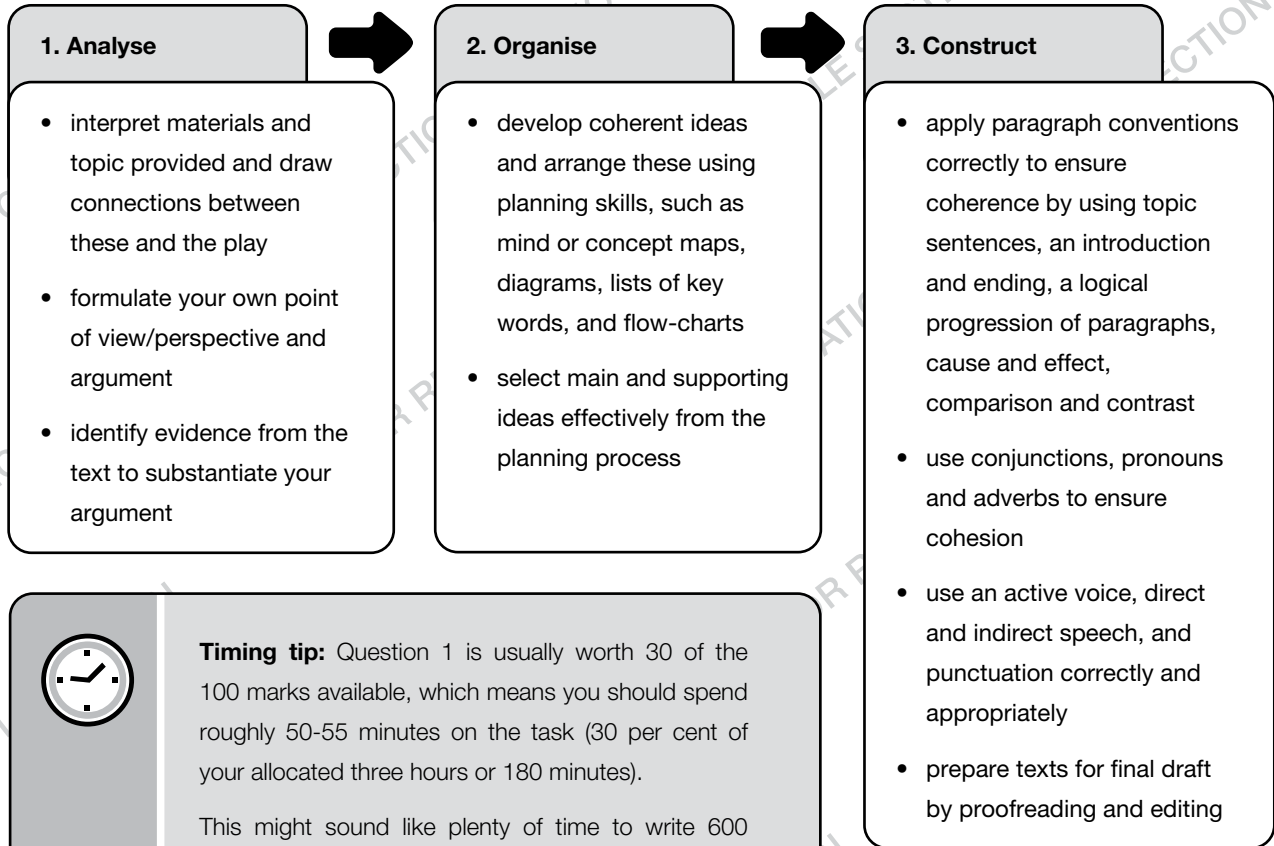 1. Analyse
• interpret materials and
topic provided and draw
connections between
these and the play
• formulate your own point
of view/perspective and
argument
• identify evidence from the
text to substantiate your
argument
2. Organise
• develop coherent ideas
and arrange these using
planning skills, such as
mind or concept maps,
diagrams, lists of key
words, and flow-charts
• select main and supporting
ideas effectively from the
planning process
3. Construct
• apply paragraph conventions
correctly to ensure
coherence by using topic
sentences, an introduction
and ending, a logical
progression of paragraphs,
cause and effect,
comparison and contrast
• use conjunctions, pronouns
and adverbs to ensure
cohesion
• use an active voice, direct
and indirect speech, and
punctuation correctly and
appropriately
• prepare texts for final draft
by proofreading and editing
Timing tip: Question 1 is usually worth 30 of the
100 marks available, which means you should spend
roughly 50-55 minutes on the task (30 per cent of
your allocated three hours or 180 minutes).
This might sound like plenty of time to write 600